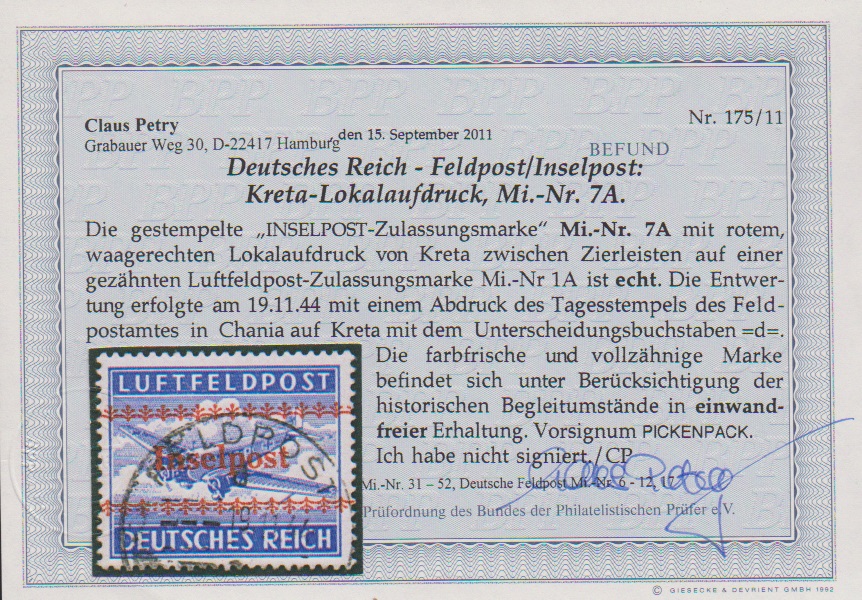 Nr. 175/11
Claus Petry
Grabauer Weg 30, D-22417 Hamburg
den 15. September 2011
BEFUND
Deutsches Reich - Feldpost/Inselpost:
Kreta-Lokalaufdruck, Mi.-Nr. 7A.
Die gestempelte „INSELPOST-Zulassungsmarke“ Mi.-Nr. 7A mit rotem,
waagerechten Lokalaufdruck von Kreta zwischen Zierleisten auf einer
gezähnten Luftfeldpost-Zulassungsmarke Mi.-Nr 1A ist echt. Die Entwer-
tung erfolgte am 19.11.44 mit einem Abdruck des Tagesstempels des Feld-
postamtes in Chania auf Kreta mit dem Unterscheidungsbuchstaben =d=.
Die farbfrische und vollzähnige Marke
befindet sich unter Berücksichtigung der
historischen Begleitumstände in einwand-
freier Erhaltung. Vorsignum PICKENPACK.
Ich habe nicht signiert./CP
Mi.-Nr. 31 – 52, Deutsche Feldpost Mi.-Nr. 6 - 12, 17
Prüfordnung des Bundes der Philatelistischen Prüfer e.V.
LUFTFELDPOST
Inselpost
DEUTSCHES REICH
© GIESECKE & DEVRIENT GMBH 1992